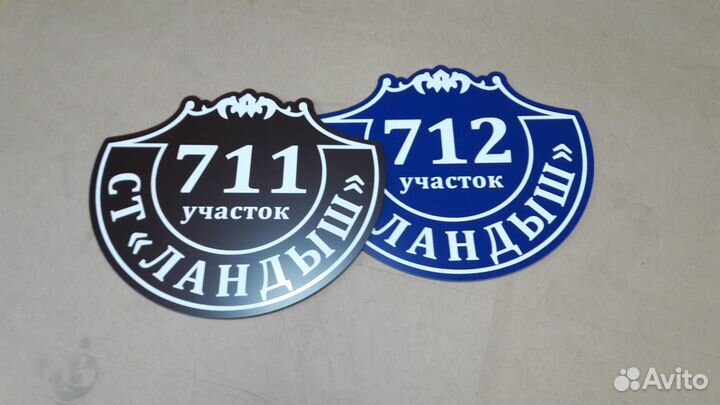 711
участок
СТ «ЛАНДЫШ»
712
участок
ЛАНДЫШ»
Avito